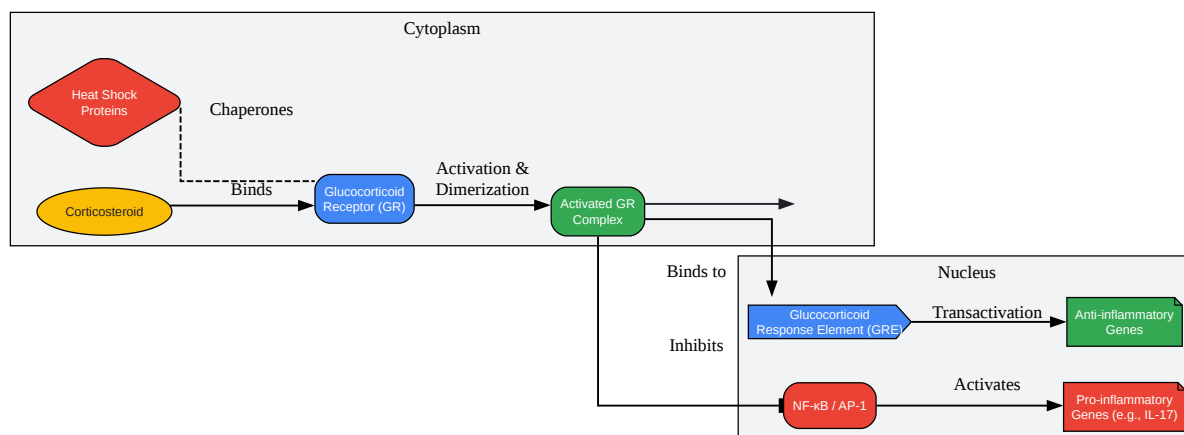 Cytoplasm
Heat Shock
Proteins
Chaperones
Binds
Corticosteroid
Glucocorticoid
Receptor (GR)
Activation &
Dimerization
Activated GR
Complex
Binds to
Inhibits
Nucleus
Glucocorticoid
Response Element (GRE)
Transactivation
Anti-inflammatory
Genes
NF-κB / AP-1
Activates
Pro-inflammatory
Genes (e.g., IL-17)